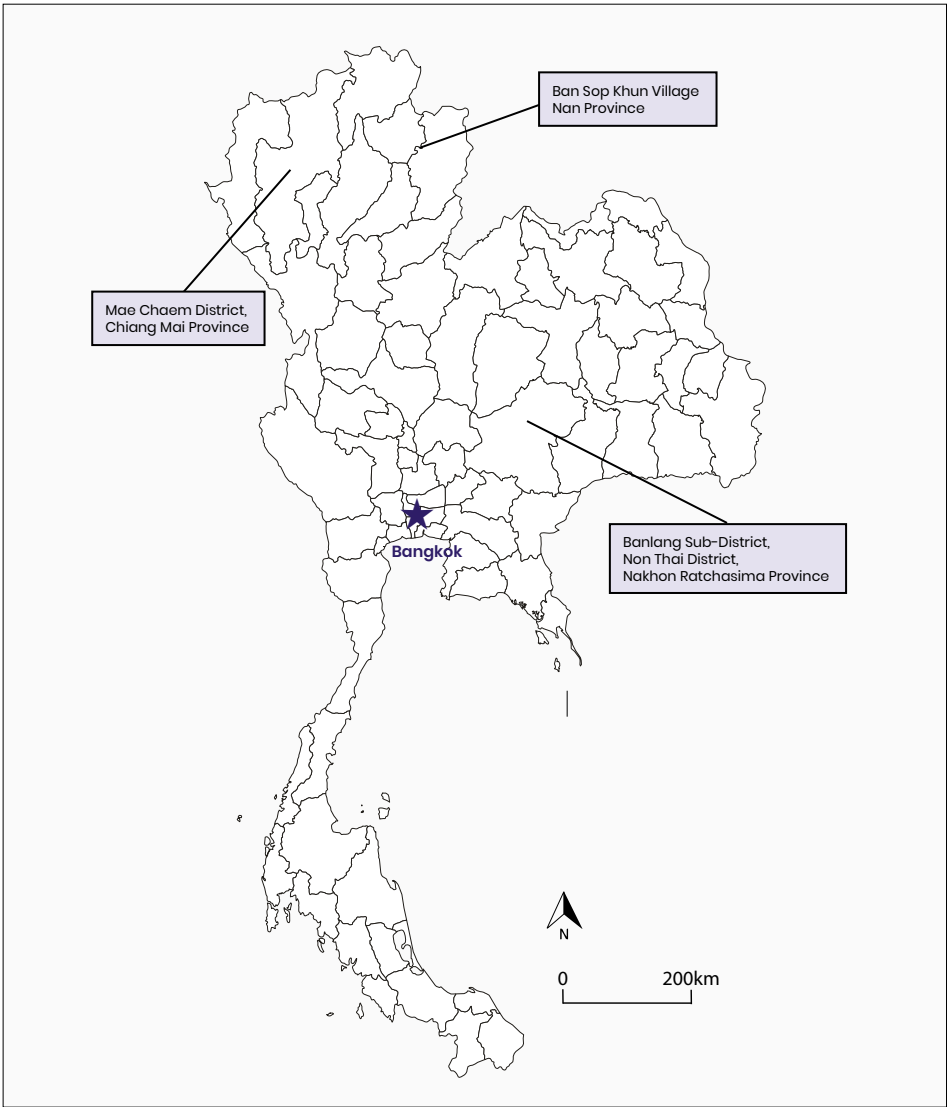 Ban Sop Khun Village
Nan Province
Mae Chaem District,
Chiang Mai Province
Bangkok
Banlang Sub-District,
Non Thai District,
Nakhon Ratchasima Province
N
0 200km